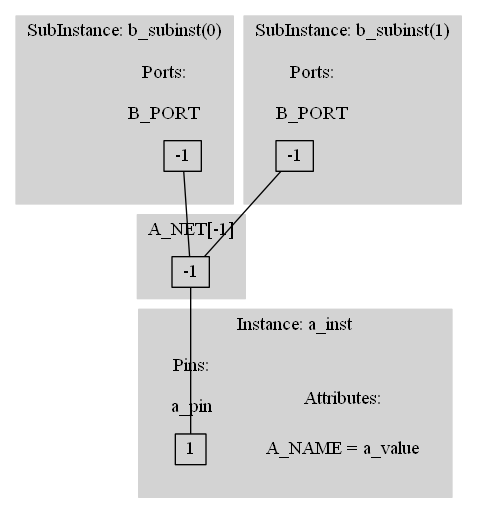 SubInstance: b_subinst(0)
Ports:
B_PORT
-1
SubInstance: b_subinst(1)
Ports:
B_PORT
-1
A_NET[-1]
-1
Instance: a_inst
Pins:
a_pin
1
Attributes:
A_NAME = a_value